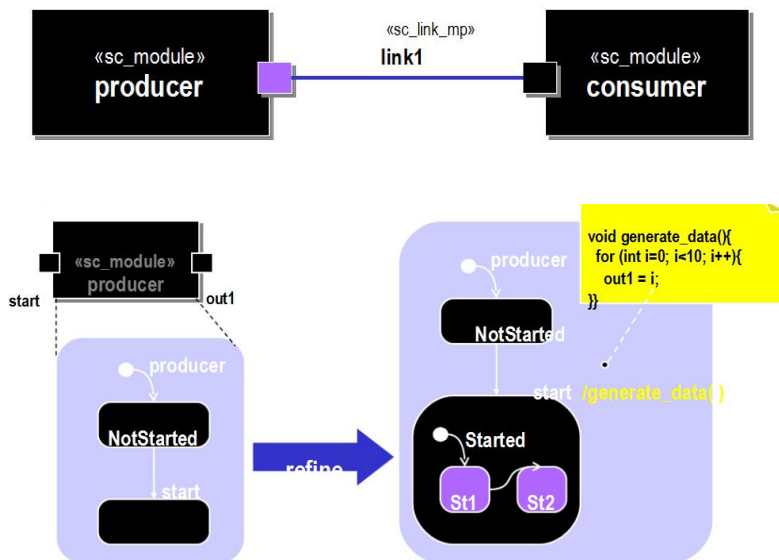 «sc_link_mp»
link1
«sc_module»
producer
«sc_module»
consumer
«sc_module»
producer
start
out1
producer
NotStarted
start
refine
void generate_data(){
for (int i=0; i<10; i++){
out1 = i;
}}
producer
NotStarted
start /generate_data( )
Started
St1
St2